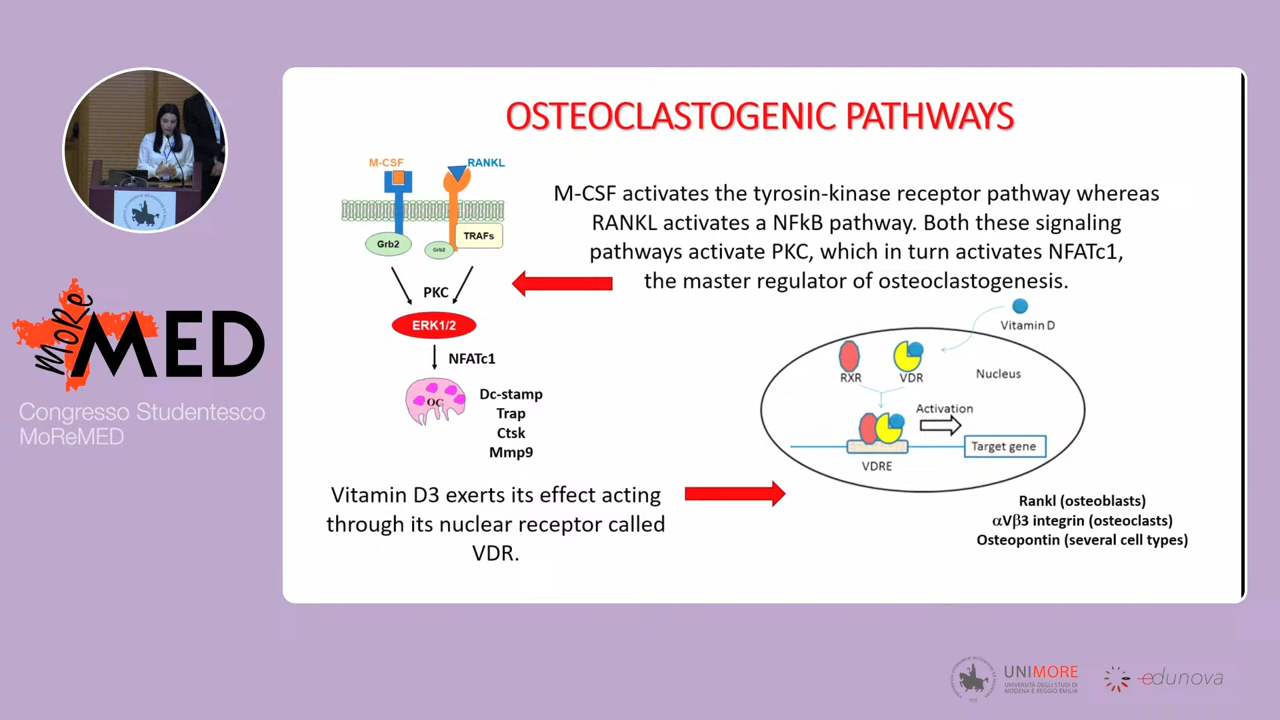 OSTEOCLASTOGENIC PATHWAYS
M-CSF
RANKL
Grb2
Grb2
TRAFs
PKC
ERK1/2
NFATc1
OC
Dc-stamp
Trap
Ctsk
Mmp9
M-CSF activates the tyrosin-kinase receptor pathway whereas
RANKL activates a NFkB pathway. Both these signaling
pathways activate PKC, which in turn activates NFATc1,
the master regulator of osteoclastogenesis.
Vitamin D
RXR
VDR
Nucleus
Activation
Target gene
VDRE
Vitamin D3 exerts its effect acting
through its nuclear receptor called
VDR.
Rankl (osteoblasts)
αVβ3 integrin (osteoclasts)
Osteopontin (several cell types)
MoRe
MED
Congresso Studentesco
MoReMED
UNIMORE
UNIVERSITÀ DEGLI STUDI DI
MODENA E REGGIO EMILIA
edunova